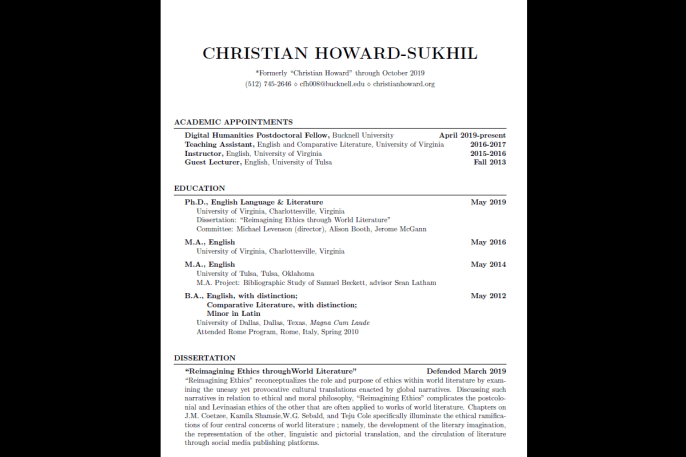 CHRISTIAN HOWARD-SUKHIL
*Formerly "Christian Howard" through October 2019
(512) 745-2646 ⋄ cfh008@bucknell.edu ⋄ christianhoward.org
ACADEMIC APPOINTMENTS
Digital Humanities Postdoctoral Fellow, Bucknell University April 2019-present
Teaching Assistant, English and Comparative Literature, University of Virginia 2016-2017
Instructor, English, University of Virginia 2015-2016
Guest Lecturer, English, University of Tulsa Fall 2013
EDUCATION
Ph.D., English Language & Literature May 2019
University of Virginia, Charlottesville, Virginia
Dissertation: "Reimagining Ethics through World Literature"
Committee: Michael Levenson (director), Alison Booth, Jerome McGann
M.A., English May 2016
University of Virginia, Charlottesville, Virginia
M.A., English May 2014
University of Tulsa, Tulsa, Oklahoma
M.A. Project: Bibliographic Study of Samuel Beckett, advisor Sean Latham
B.A., English, with distinction; May 2012
Comparative Literature, with distinction;
Minor in Latin
University of Dallas, Dallas, Texas, Magna Cum Laude
Attended Rome Program, Rome, Italy, Spring 2010
DISSERTATION
"Reimagining Ethics throughWorld Literature" Defended March 2019
"Reimagining Ethics" reconceptualizes the role and purpose of ethics within world literature by exam-
ining the uneasy yet provocative cultural translations enacted by global narratives. Discussing such
narratives in relation to ethical and moral philosophy, "Reimagining Ethics" complicates the postcolo-
nial and Levinasian ethics of the other that are often applied to works of world literature. Chapters on
J.M. Coetzee, Kamila Shamsie,W.G. Sebald, and Teju Cole specifically illuminate the ethical ramifica-
tions of four central concerns of world literature ; namely, the development of the literary imagination,
the representation of the other, linguistic and pictorial translation, and the circulation of literature
through social media publishing platforms.